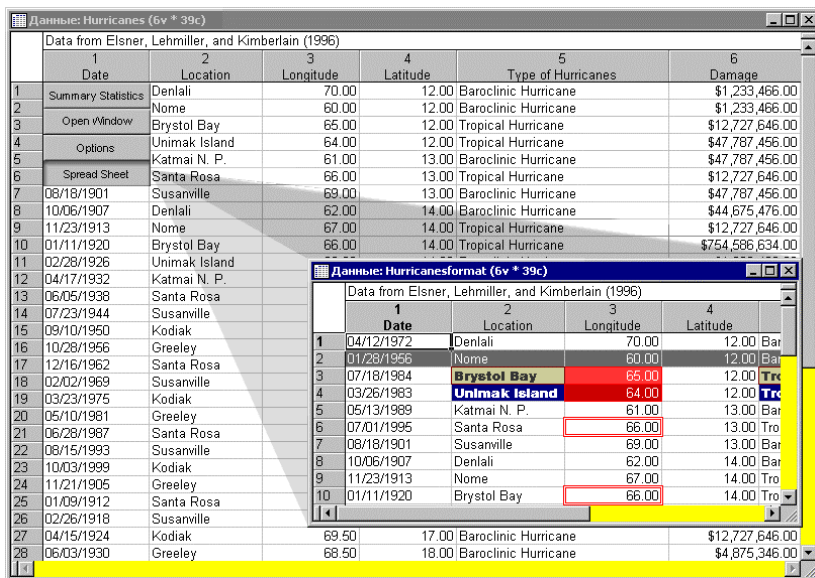 Данные: Hurricanes (6v * 39c)
Data from Elsner, Lehmiller, and Kimberlain (1996)
1 2 3 4 5 6
Date Location Longitude Latitude Type of Hurricanes Damage
1 Denlali 70.00 12.00 Baroclinic Hurricane $1,233,466.00
2 Nome 60.00 12.00 Baroclinic Hurricane $1,233,466.00
3 Brystol Bay 65.00 12.00 Tropical Hurricane $12,727,646.00
4 Unimak Island 64.00 12.00 Tropical Hurricane $47,787,456.00
5 Katmai N. P. 61.00 13.00 Baroclinic Hurricane $47,787,456.00
6 Santa Rosa 66.00 13.00 Tropical Hurricane $12,727,646.00
Summary Statistics
Open Window
Options
Spread Sheet
7 08/18/1901 Susanville 69.00 13.00 Baroclinic Hurricane $47,787,456.00
8 10/06/1907 Denlali 62.00 14.00 Baroclinic Hurricane $44,675,476.00
9 11/23/1913 Nome 67.00 14.00 Tropical Hurricane $12,727,646.00
10 01/11/1920 Brystol Bay 66.00 14.00 Tropical Hurricane $754,586,634.00
11 02/28/1926 Unimak Island
12 04/17/1932 Katmai N. P.
13 06/05/1938 Santa Rosa
14 07/23/1944 Susanville
15 09/10/1950 Kodiak
16 10/28/1956 Greeley
17 12/16/1962 Santa Rosa
18 02/02/1969 Susanville
19 03/23/1975 Kodiak
20 05/10/1981 Greeley
21 06/28/1987 Santa Rosa
22 08/15/1993 Susanville
23 10/03/1999 Kodiak
24 11/21/1905 Greeley
25 01/09/1912 Santa Rosa
26 02/26/1918 Susanville
27 04/15/1924 Kodiak 69.50 17.00 Baroclinic Hurricane $12,727,646.00
28 06/03/1930 Greeley 68.50 18.00 Baroclinic Hurricane $4,875,346.00
Данные: Hurricanesformat (6v * 39c)
Data from Elsner, Lehmiller, and Kimberlain (1996)
1 2 3 4
Date Location Longitude Latitude
1 04/12/1972 Denlali 70.00 12.00 Bar
2 01/28/1956 Nome 60.00 12.00 Bar
3 07/18/1984 Brystol Bay 65.00 12.00 Tro
4 03/26/1983 Unimak Island 64.00 12.00 Tro
5 05/13/1989 Katmai N. P. 61.00 13.00 Bar
6 07/01/1995 Santa Rosa 66.00 13.00 Tro
7 08/18/1901 Susanville 69.00 13.00 Bar
8 10/06/1907 Denlali 62.00 14.00 Bar
9 11/23/1913 Nome 67.00 14.00 Tro
10 01/11/1920 Brystol Bay 66.00 14.00 Tro